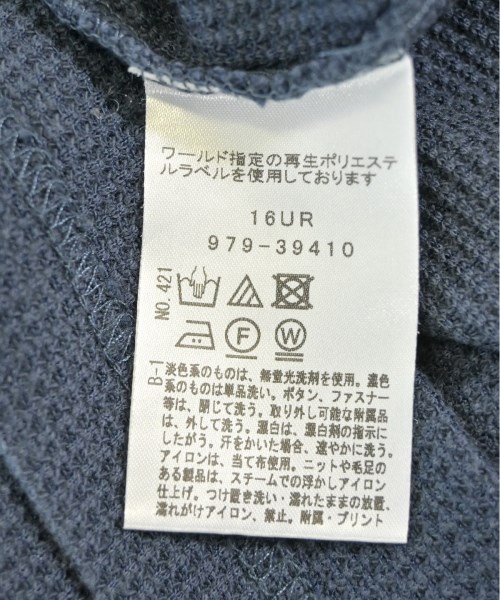 ワールド指定の再生ポリエステ
ルラベルを使用しております
16UR
979-39410
NO.421
F
W
B-1
淡色系のものは、無蛍光洗剤を使用。濃色
系のものは単品洗い。ボタン、ファスナー
等は、閉じて洗う。取り外し可能な附属品
は、外して洗う。漂白は、漂白剤の指示に
したがう。汗をかいた場合、速やかに洗う。
アイロンは、当て布使用。ニットや毛足の
ある製品は、スチームでの浮かしアイロン
仕上げ。つけ置き洗い・濡れたままの放置、
濡れがけアイロン、禁止。附属・プリント